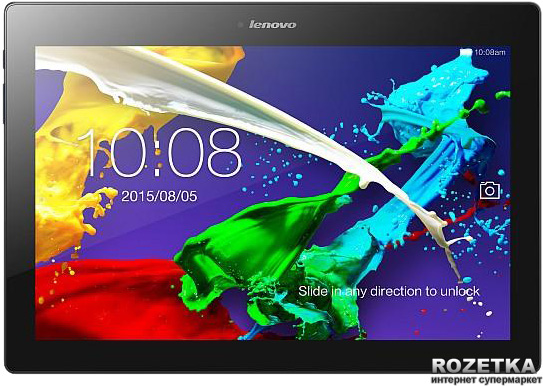 lenovo
10:08am
10:08
2015/08/05
Slide in any direction to unlock
ROZETKA
интернет супермаркет